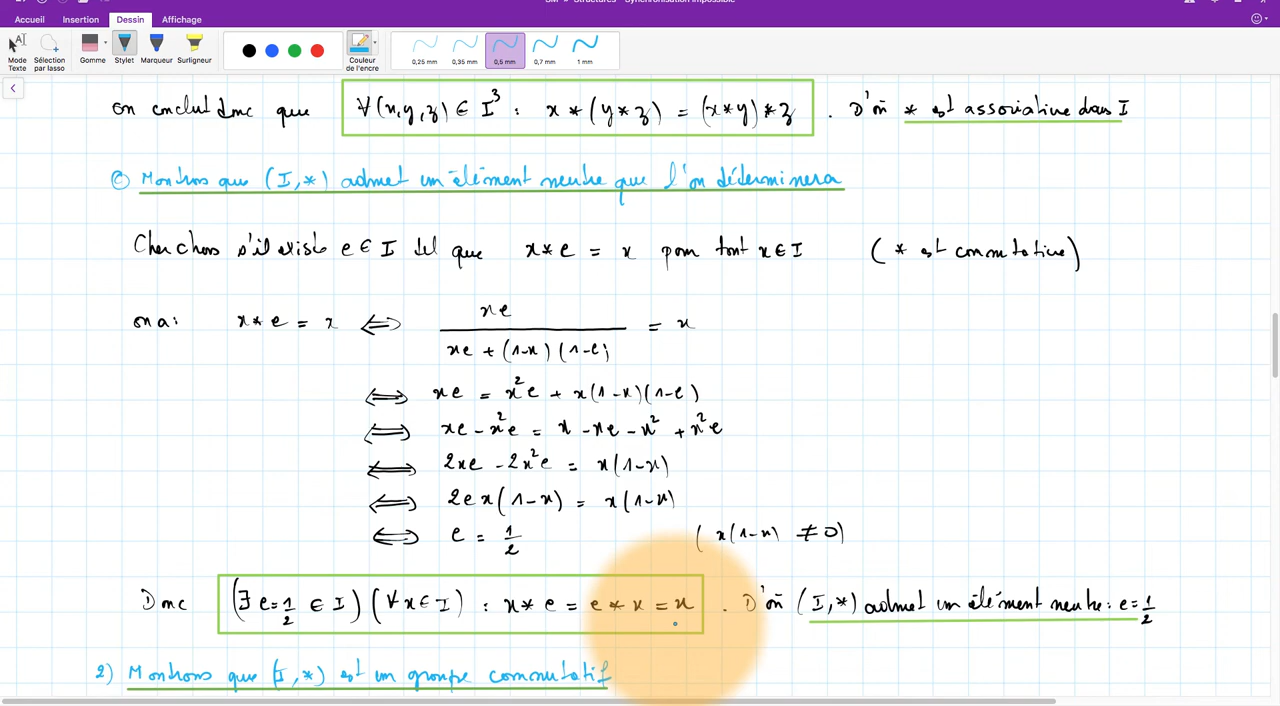 SM * Structures - Synchronisation impossible
Accueil Insertion Dessin Affichage
Mode Texte Sélection par lasso Gomme Stylet Marqueur Surligneur Couleur de l'encre 0,25 mm 0,35 mm 0,5 mm 0,7 mm 1 mm
On conclut donc que ∀(x,y,z) ∈ I³ : x*(y*z) = (x*y)*z . D'où * est associative dans I
c) Montrons que (I,*) admet un élément neutre que l'on déterminera
Cherchons s'il existe e ∈ I tel que x*e = x pour tout x ∈ I (* est commutative)
on a : x*e = x ⟺ xe / (xe + (1-x)(1-e)) = x
⟺ xe = x²e + x(1-x)(1-e)
⟺ xe - x²e = x - xe - x² + x²e
⟺ 2xe - 2x²e = x(1-x)
⟺ 2ex(1-x) = x(1-x)
⟺ e = 1/2 (x(1-x) ≠ 0)
Donc (∃ e=1/2 ∈ I)(∀x∈I) : x*e = e*x = x . D'où (I,*) admet un élément neutre : e=1/2
2) Montrons que (I,*) est un groupe commutatif